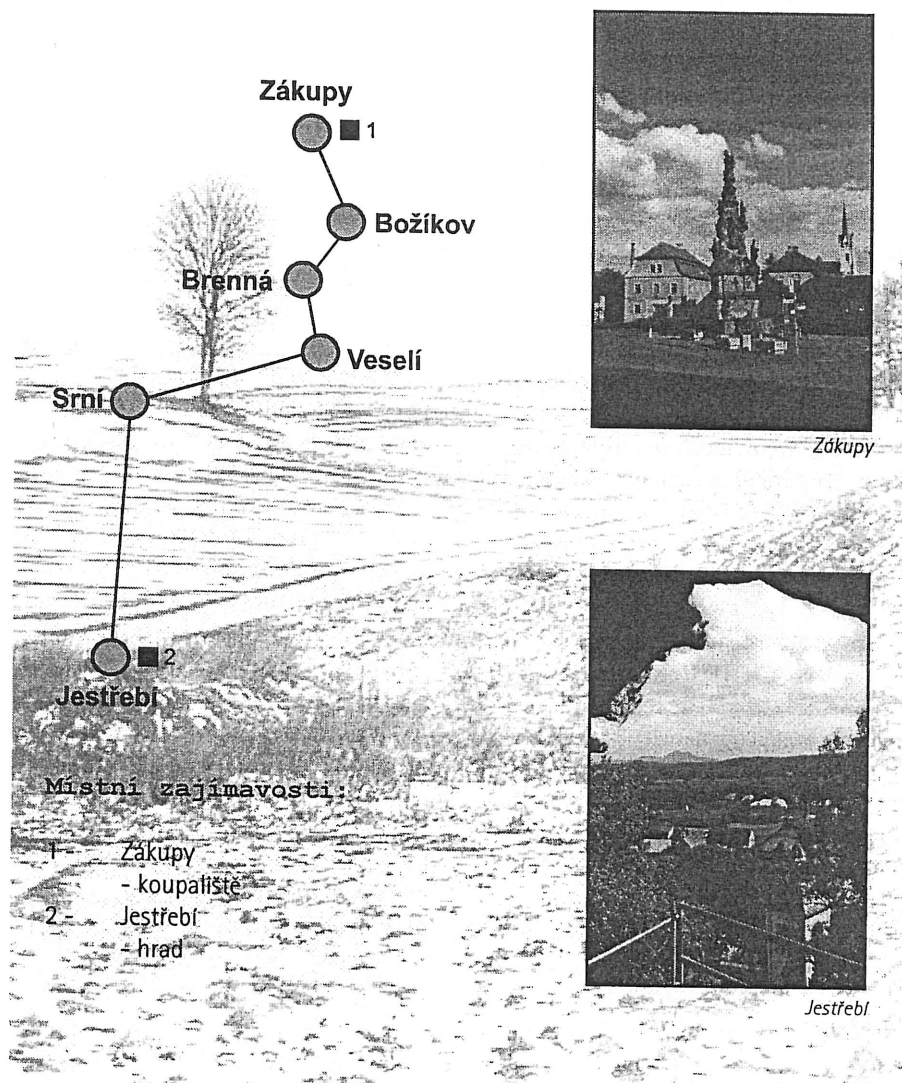 Zákupy
1
Božíkov
Brenná
Veselí
Srní
2
Jestřebí
Zákupy
Jestřebí
Místní zajímavosti:
1 - Zákupy
- koupaliště
2 - Jestřebí
- hrad